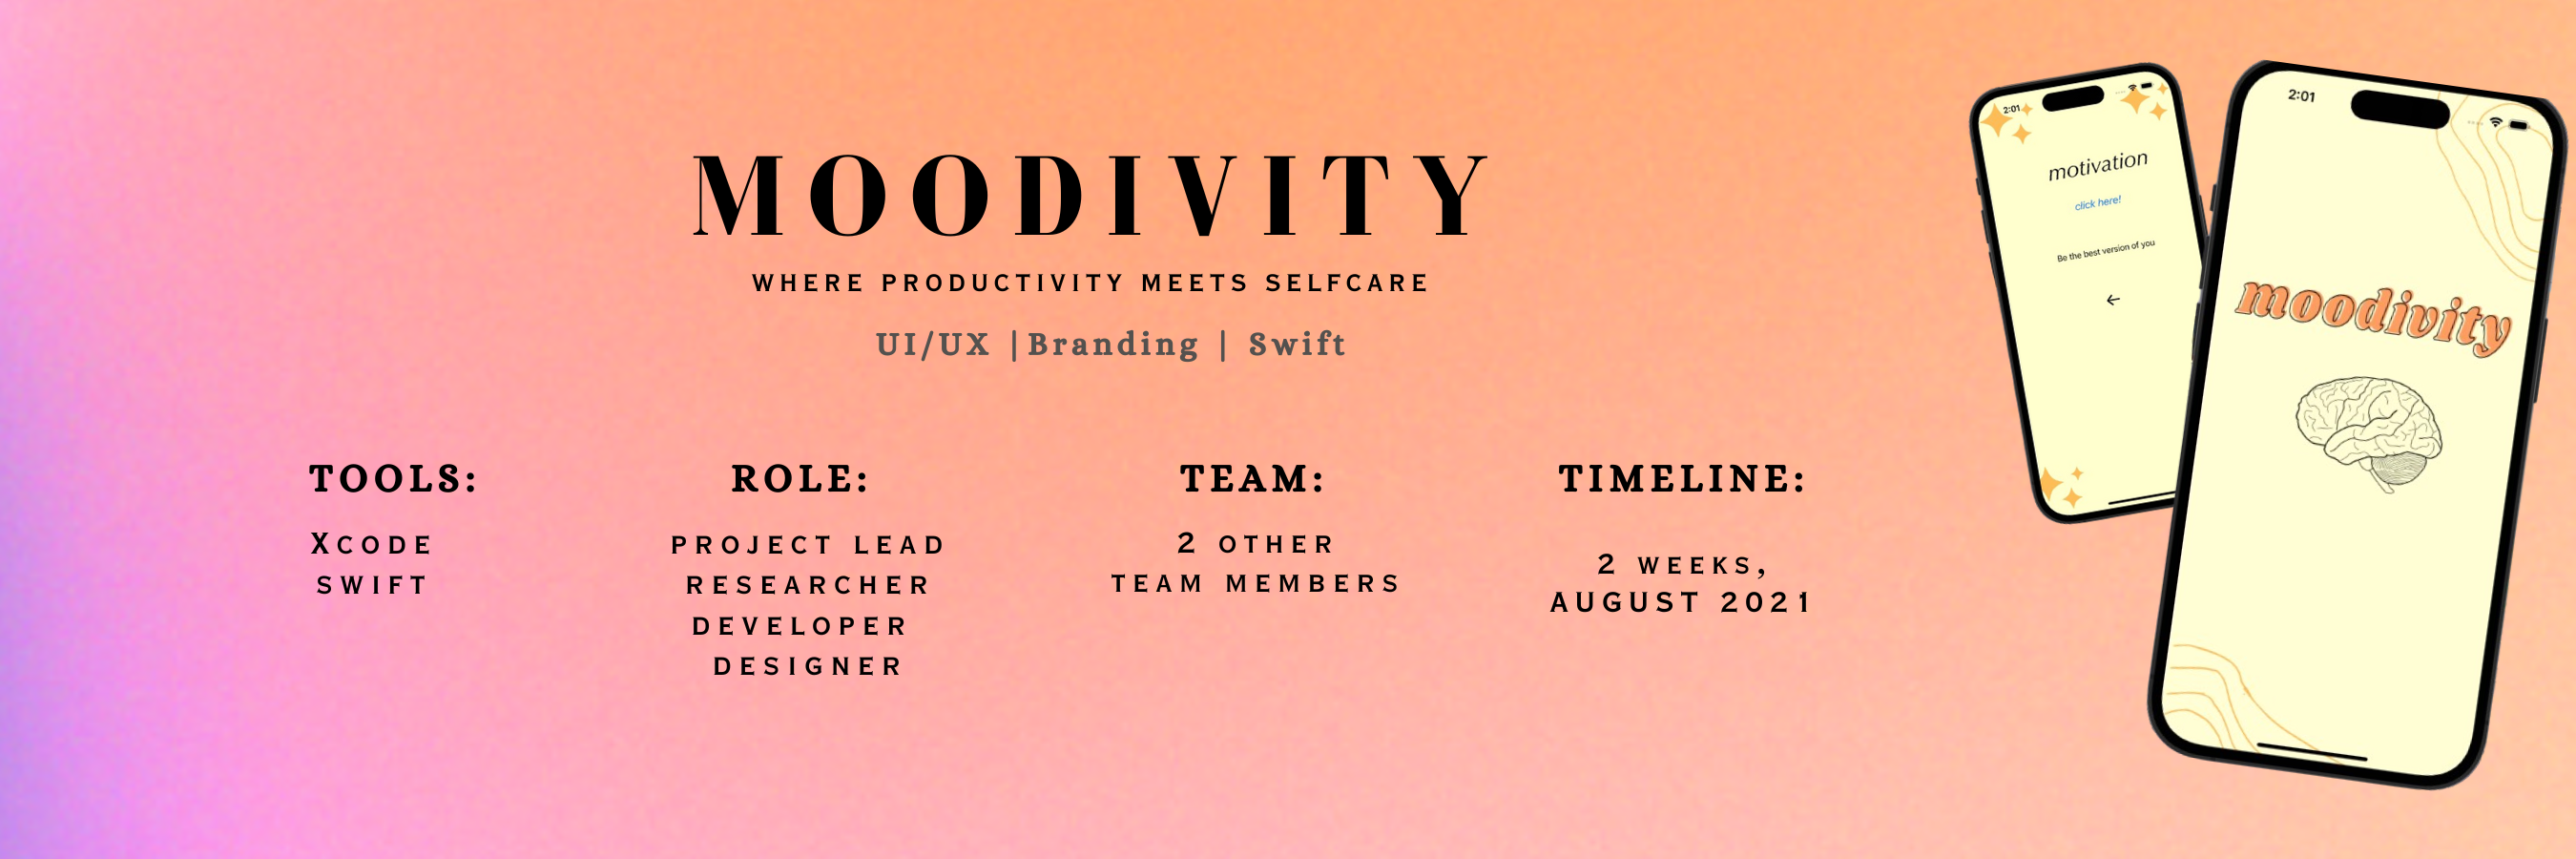 MOODIVITY
WHERE PRODUCTIVITY MEETS SELFCARE
UI/UX |Branding | Swift
TOOLS:
XCODE
SWIFT
ROLE:
PROJECT LEAD
RESEARCHER
DEVELOPER
DESIGNER
TEAM:
2 OTHER
TEAM MEMBERS
TIMELINE:
2 WEEKS,
AUGUST 2021
2:01
motivation
click here!
Be the best version of you
2:01
moodivity